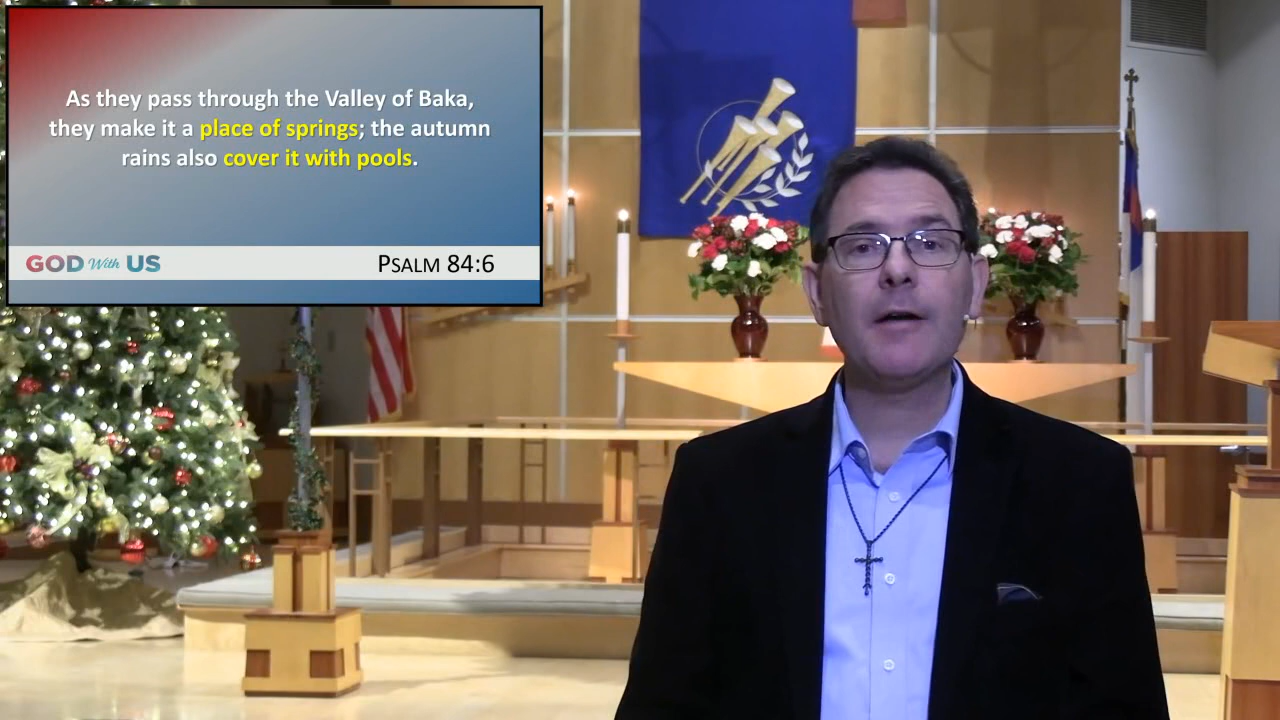 As they pass through the Valley of Baka,
they make it a place of springs; the autumn
rains also cover it with pools.
GOD With US
PSALM 84:6